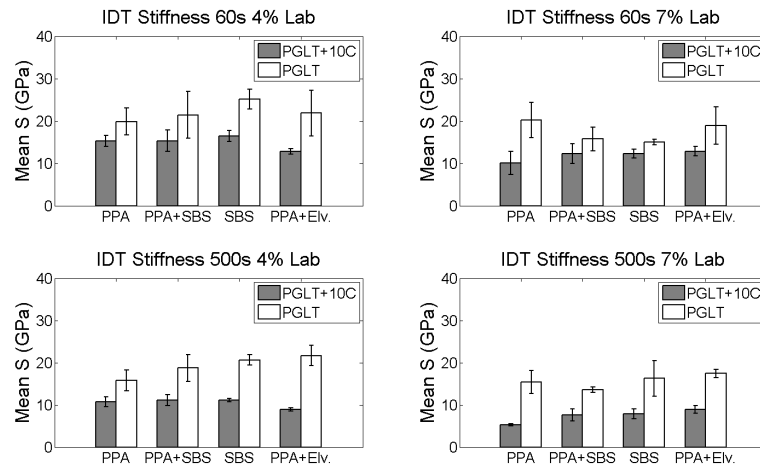 IDT Stiffness 60s 4% Lab
Mean S (GPa)
40
30
20
10
0
PGLT+10C
PGLT
PPA PPA+SBS SBS PPA+Elv.
IDT Stiffness 60s 7% Lab
Mean S (GPa)
40
30
20
10
0
PGLT+10C
PGLT
PPA PPA+SBS SBS PPA+Elv.
IDT Stiffness 500s 4% Lab
Mean S (GPa)
40
30
20
10
0
PGLT+10C
PGLT
PPA PPA+SBS SBS PPA+Elv.
IDT Stiffness 500s 7% Lab
Mean S (GPa)
40
30
20
10
0
PGLT+10C
PGLT
PPA PPA+SBS SBS PPA+Elv.